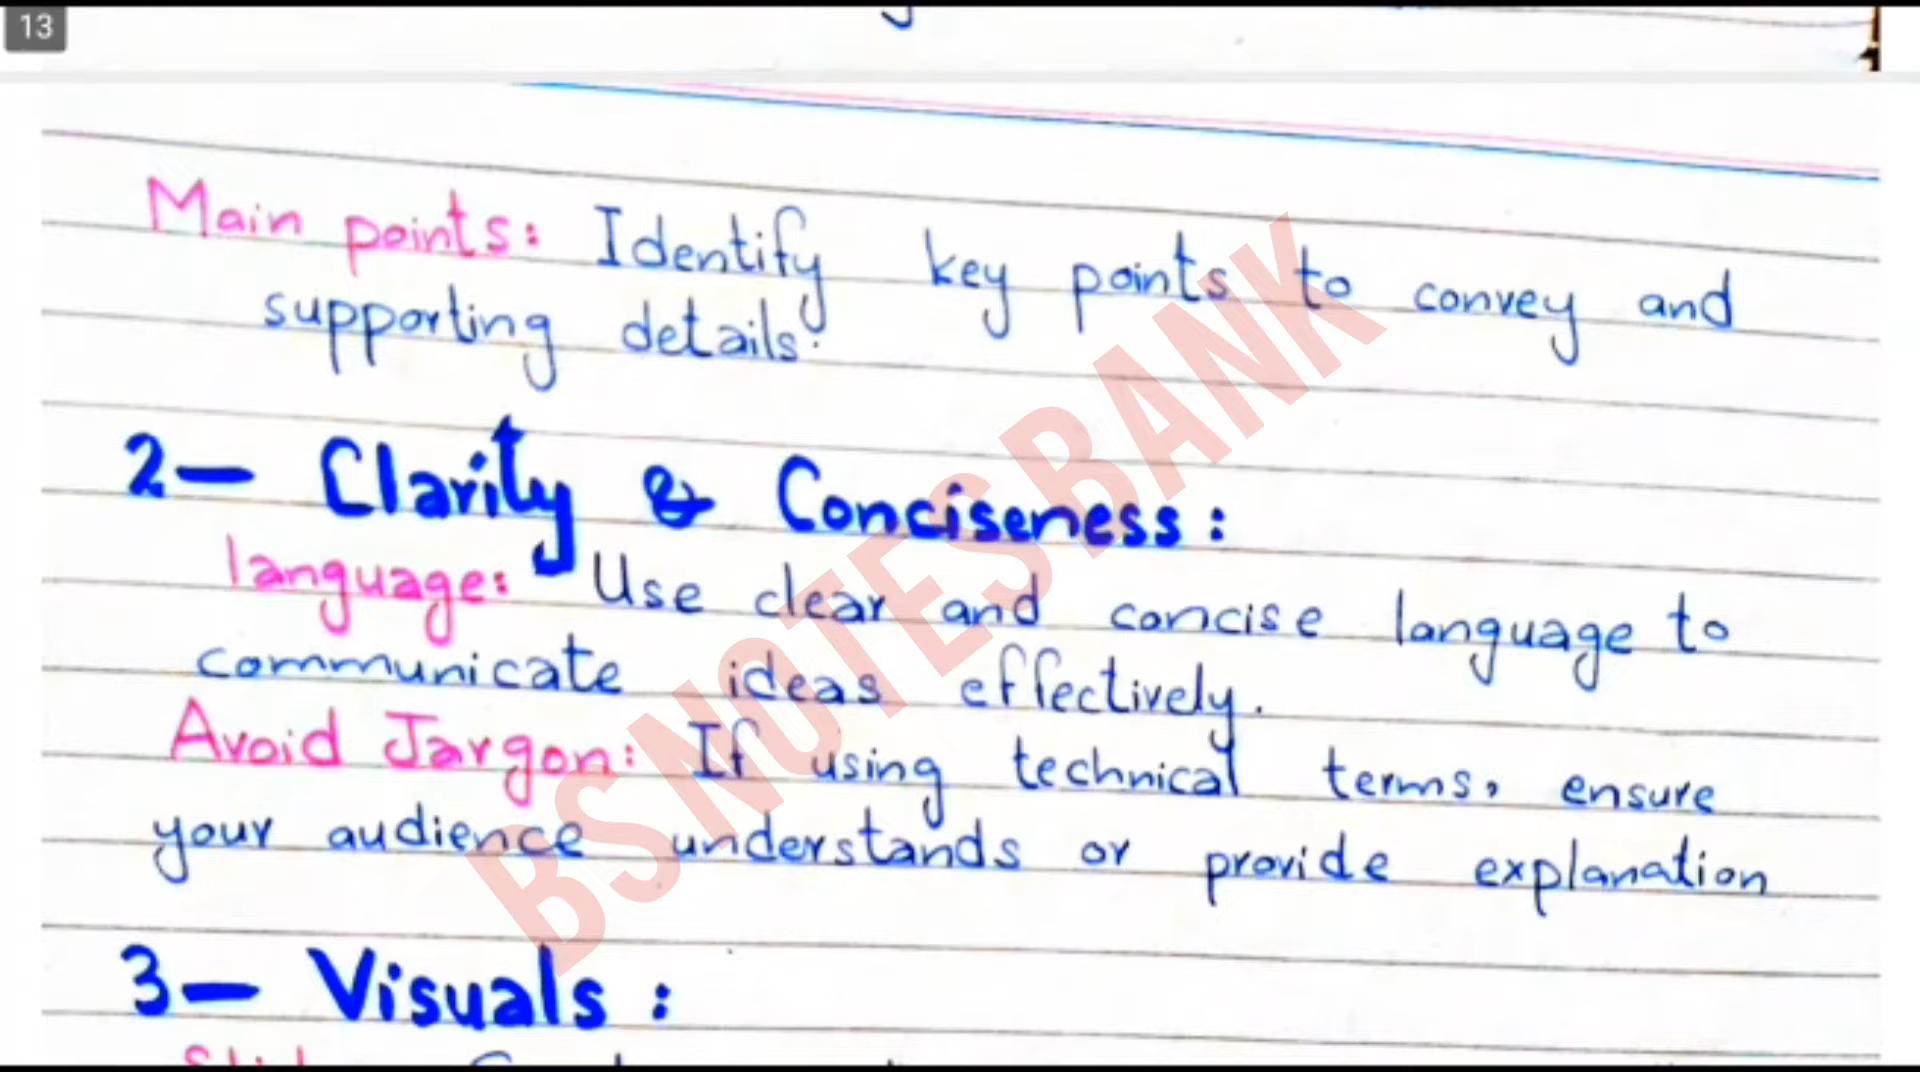 13
Main points: Identify key points to convey and
supporting details.
2— Clarity & Conciseness:
language: Use clear and concise language to
communicate ideas effectively.
Avoid Jargon: If using technical terms, ensure
your audience understands or provide explanation
3— Visuals:
BSNOTESBANK